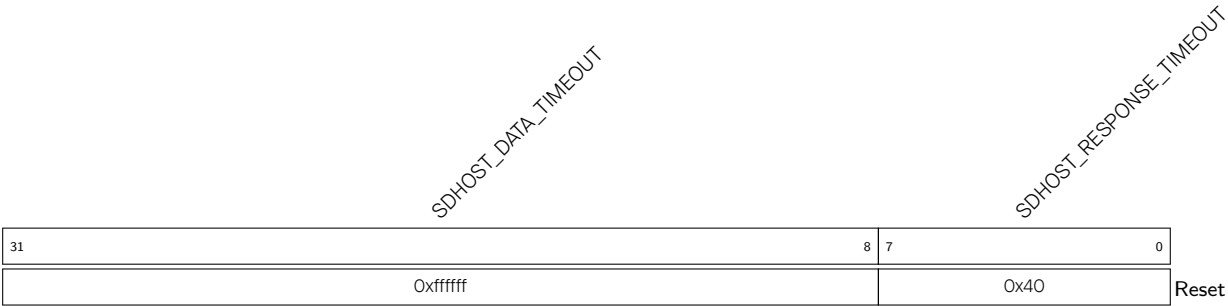 SDHOST_DATA_TIMEOUT
SDHOST_RESPONSE_TIMEOUT
31 8 7 0
0xffffff 0x40 Reset